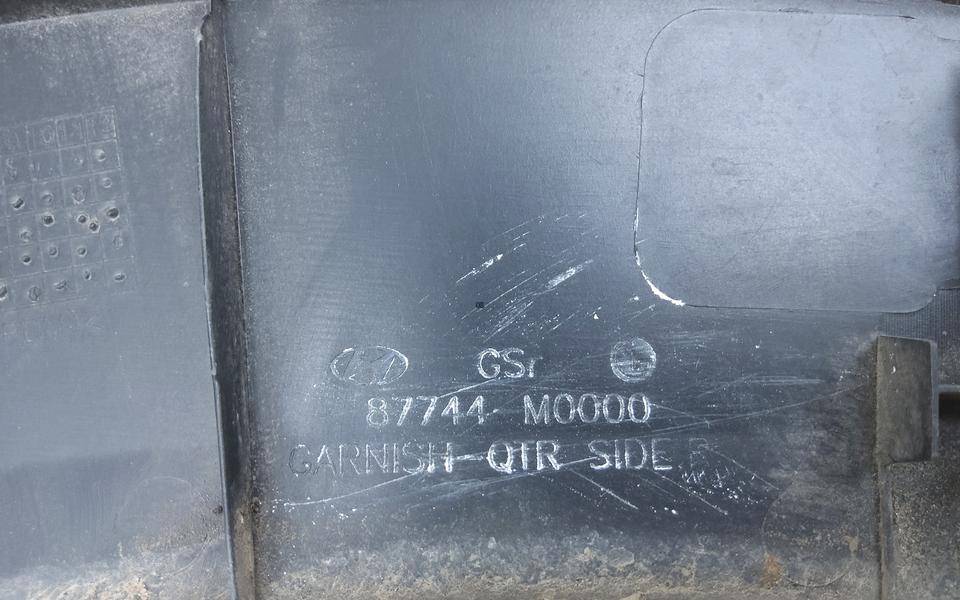 GSr
87744 M0000
GARNISH QTR SIDE R